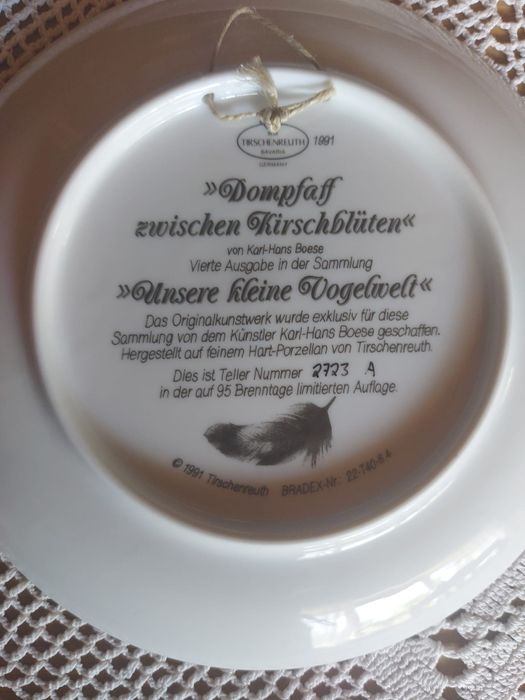 TIRSCHENREUTH 1991
BAVARIA
GERMANY
»Dompfaff
zwischen Kirschblüten«
von Karl-Hans Boese
Vierte Ausgabe in der Sammlung
»Unsere kleine Vogelwelt«
Das Originalkunstwerk wurde exklusiv für diese
Sammlung von dem Künstler Karl-Hans Boese geschaffen.
Hergestellt auf feinem Hart-Porzellan von Tirschenreuth.
Dies ist Teller Nummer 2723 A
in der auf 95 Brenntage limitierten Auflage.
© 1991 Tirschenreuth BRADEX-Nr.: 22-T40-8.4